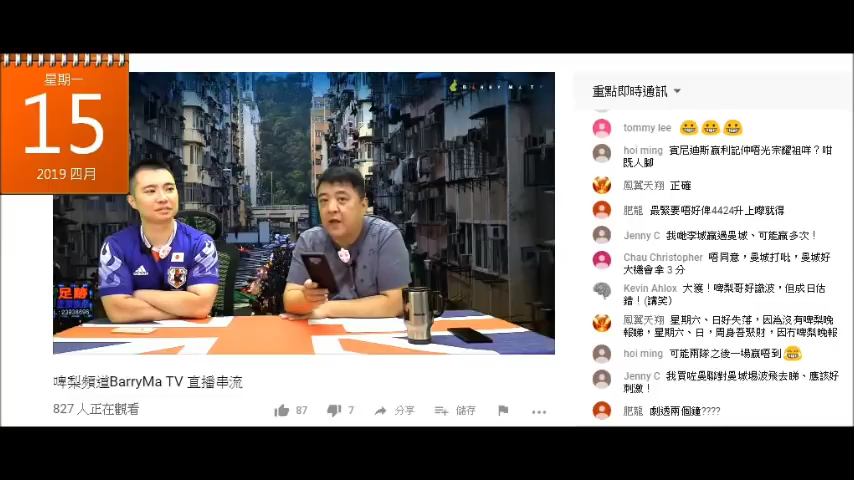 星期一
15
2019 四月
BARRY MA TV
足跡
啤梨頻道BarryMa TV 直播串流
827 人正在觀看
87
7
分享
儲存
重點即時通訊
tommy lee 😬😬😬
hoi ming 賓尼迪斯贏利記仲唔光宗耀祖咩？咁
既人腳
鳳翼天翔 正確
肥龍 最緊要唔好俾4424升上嚟就得
Jenny C 我哋李城贏過曼城、可能贏多次！
Chau Christopher 唔同意，曼城打吡，曼城好
大機會拿 3 分
Kevin Ahlox 大獲！啤梨哥好識波，但成日估
錯！(講笑)
鳳翼天翔 星期六、日好失落，因為沒有啤梨晚
報睇，星期六、日，周身吾聚財，因冇啤梨晚報
hoi ming 可能兩隊之後一場贏唔到😂
Jenny C 我買咗曼聯對曼城場波飛去睇、應該好
刺激！
肥龍 劇透兩個鐘????